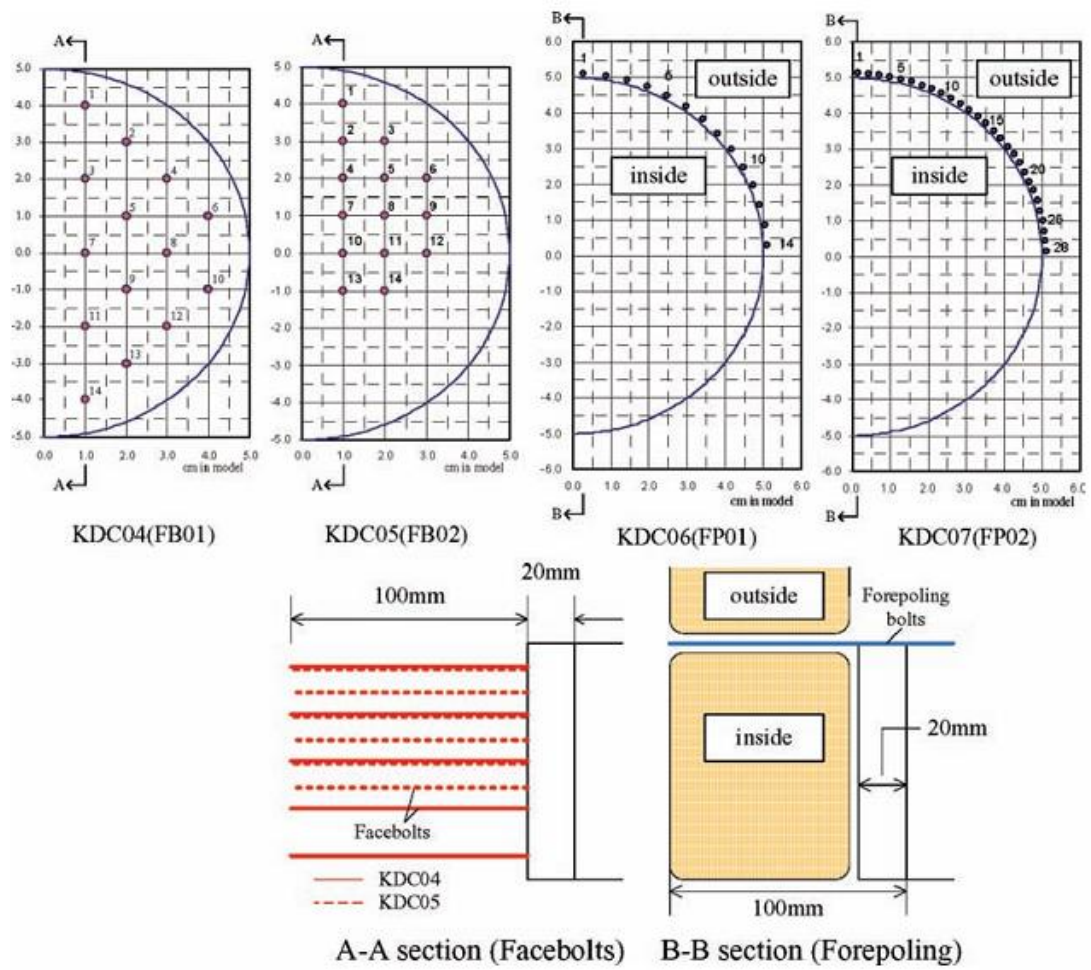 A
A
B
B
5.0
4.0
3.0
2.0
1.0
0.0
-1.0
-2.0
-3.0
-4.0
-5.0
1
2
3
4
5
6
7
8
9
10
11
12
13
14
0.0 1.0 2.0 3.0 4.0 5.0
cm in model
A
KDC04(FB01)
5.0
4.0
3.0
2.0
1.0
0.0
-1.0
-2.0
-3.0
-4.0
-5.0
1
2 3
4 5 6
7 8 9
10 11 12
13 14
0.0 1.0 2.0 3.0 4.0 5.0
cm in model
A
KDC05(FB02)
6.0
5.0
4.0
3.0
2.0
1.0
0.0
-1.0
-2.0
-3.0
-4.0
-5.0
-6.0
1
6
10
14
outside
inside
0.0 1.0 2.0 3.0 4.0 5.0 6.0
cm in model
B
KDC06(FP01)
6.0
5.0
4.0
3.0
2.0
1.0
0.0
-1.0
-2.0
-3.0
-4.0
-5.0
-6.0
1
5
10
15
20
28
outside
inside
0.0 1.0 2.0 3.0 4.0 5.0 6.0
cm in model
B
KDC07(FP02)
20mm
100mm
Facebolts
KDC04
KDC05
A-A section (Facebolts)
outside
Forepoling
bolts
inside
20mm
100mm
B-B section (Forepoling)